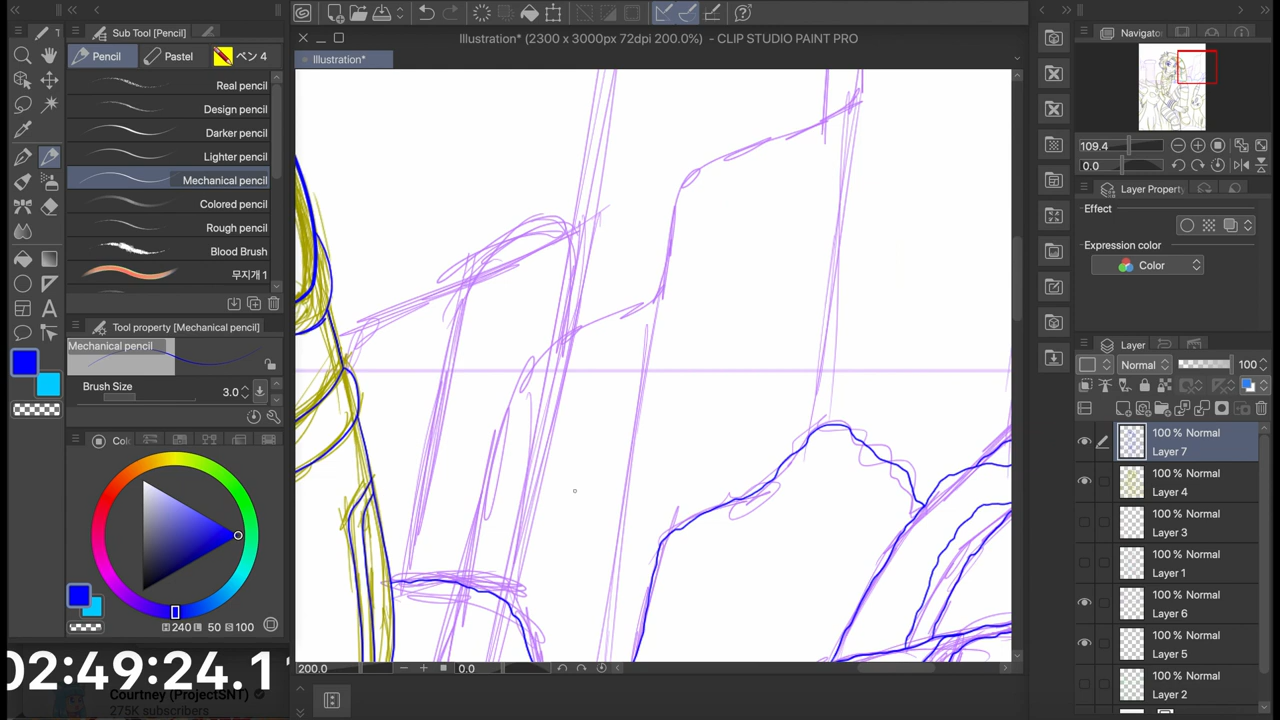 Illustration* (2300 x 3000px 72dpi 200.0%)  - CLIP STUDIO PAINT PRO
Illustration*
Sub Tool [Pencil]
Pencil
Pastel
ペン 4
Real pencil
Design pencil
Darker pencil
Lighter pencil
Mechanical pencil
Colored pencil
Rough pencil
Blood Brush
무지개 1
Tool property [Mechanical pencil]
Mechanical pencil
Brush Size
3.0
H 240 L 50 S 100
02:49:24.1
Courtney (ProjectSNT)
275K subscribers
200.0
0.0
Navigator
109.4
0.0
Layer Property
Effect
Expression color
Color
Layer
Normal
100
100 % Normal
Layer 7
100 % Normal
Layer 4
100 % Normal
Layer 3
100 % Normal
Layer 1
100 % Normal
Layer 6
100 % Normal
Layer 5
100 % Normal
Layer 2